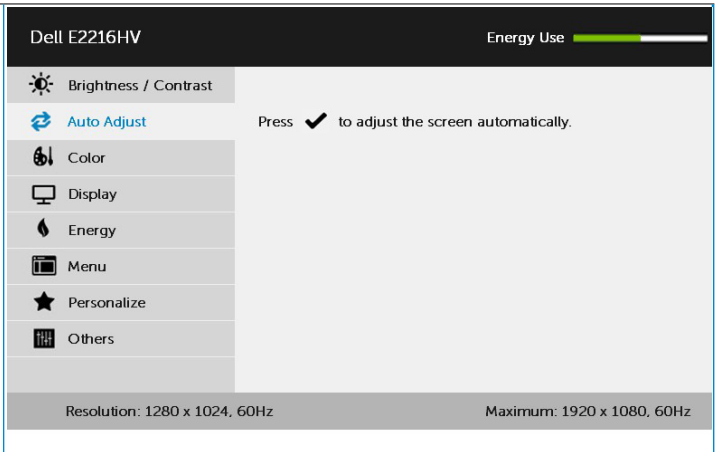 Dell E2216HV
Energy Use
Brightness / Contrast
Auto Adjust
Press ✔ to adjust the screen automatically.
Color
Display
Energy
Menu
Personalize
Others
Resolution: 1280 x 1024, 60Hz
Maximum: 1920 x 1080, 60Hz